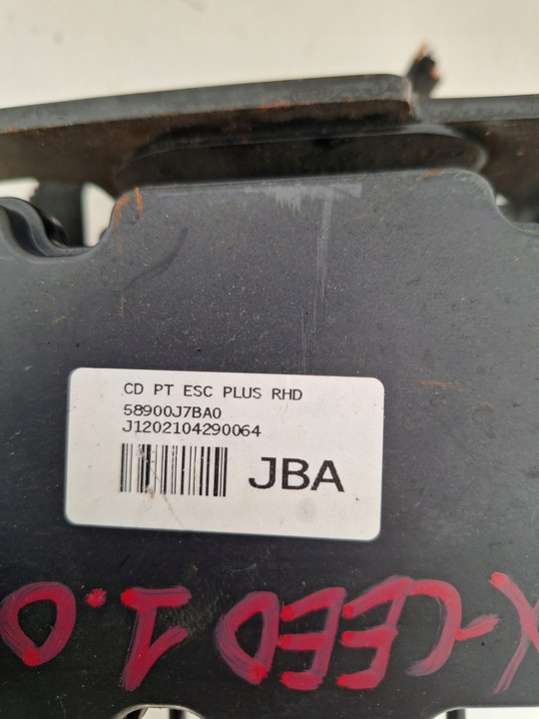 CD PT ESC PLUS RHD
58900J7BA0
J1202104290064
JBA
X-CEED 1.0